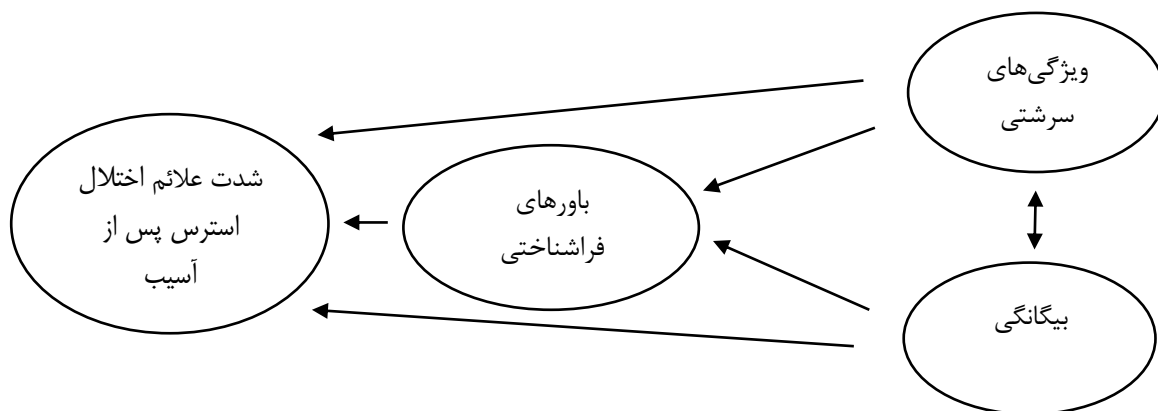 ویژگی‌های
سرشتی
شدت علائم اختلال
استرس پس از
آسیب
باورهای
فراشناختی
بیگانگی